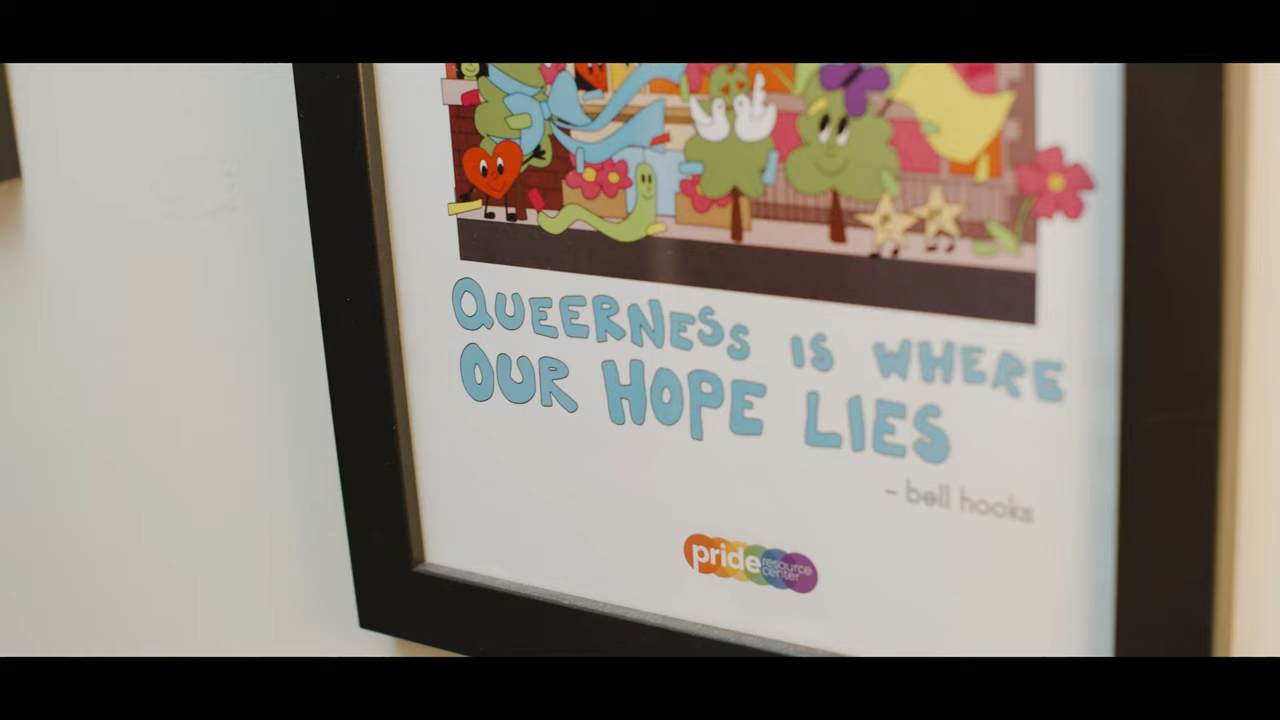 QUEERNESS IS WHERE
OUR HOPE LIES
– bell hooks
pride resource
center